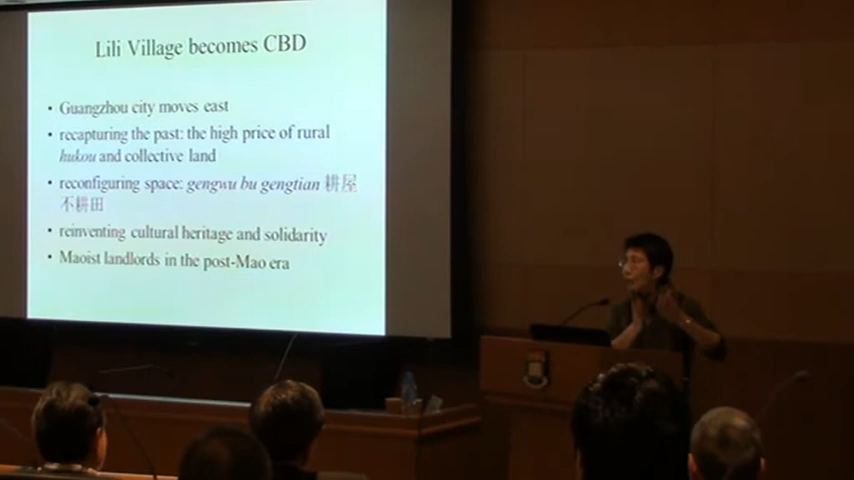 Lili Village becomes CBD
• Guangzhou city moves east
• recapturing the past: the high price of rural
hukou and collective land
• reconfiguring space: gengwu bu gengtian 耕屋
不耕田
• reinventing cultural heritage and solidarity
• Maoist landlords in the post-Mao era